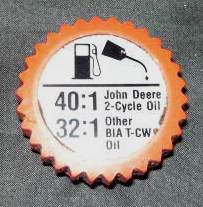 40:1 John Deere
2-Cycle Oil
32:1 Other
BIA T-CW
Oil